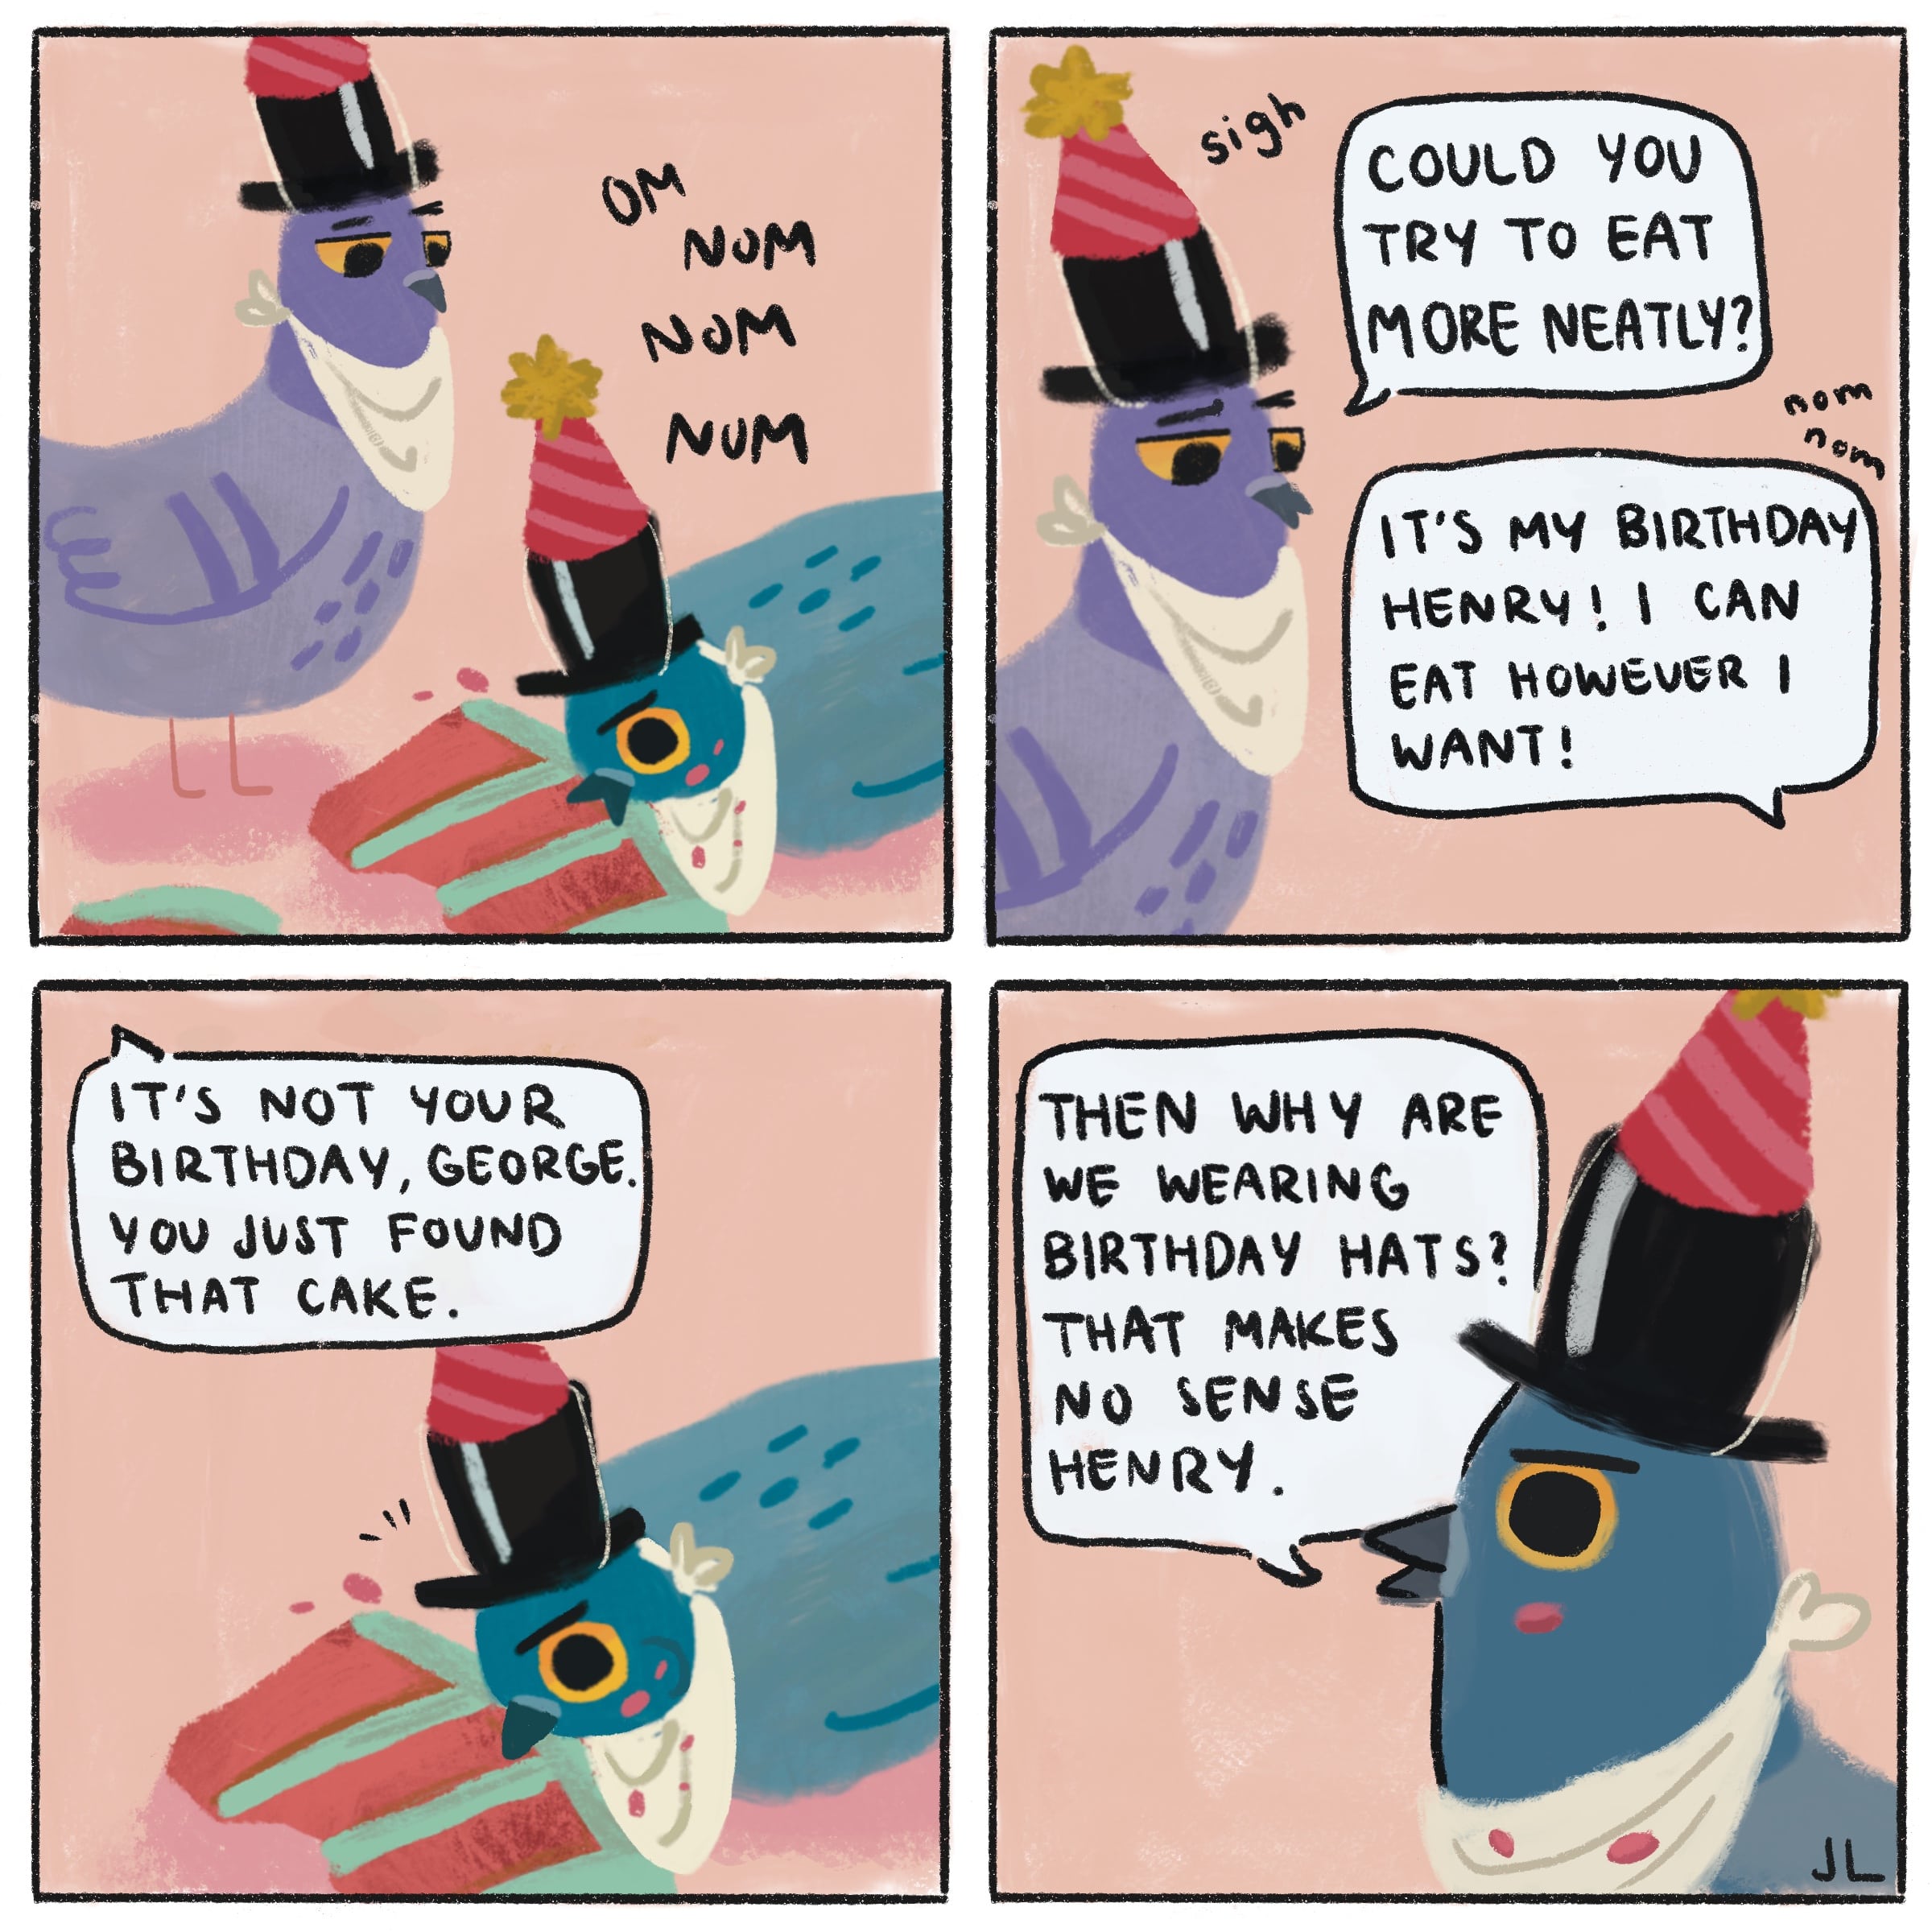 OM
NOM
NOM
NUM
sigh
COULD YOU
TRY TO EAT
MORE NEATLY?
nom
nom
IT'S MY BIRTHDAY
HENRY! I CAN
EAT HOWEVER I
WANT!
IT'S NOT YOUR
BIRTHDAY, GEORGE.
YOU JUST FOUND
THAT CAKE.
THEN WHY ARE
WE WEARING
BIRTHDAY HATS?
THAT MAKES
NO SENSE
HENRY.
JL